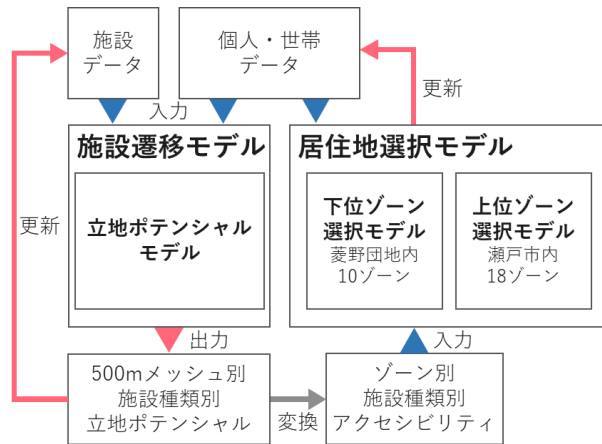 施設
データ
個人・世帯
データ
入力
更新
施設遷移モデル
居住地選択モデル
立地ポテンシャル
モデル
下位ゾーン
選択モデル
菱野団地内
10ゾーン
上位ゾーン
選択モデル
瀬戸市内
18ゾーン
更新
出力
入力
500mメッシュ別
施設種類別
立地ポテンシャル
変換
ゾーン別
施設種類別
アクセシビリティ